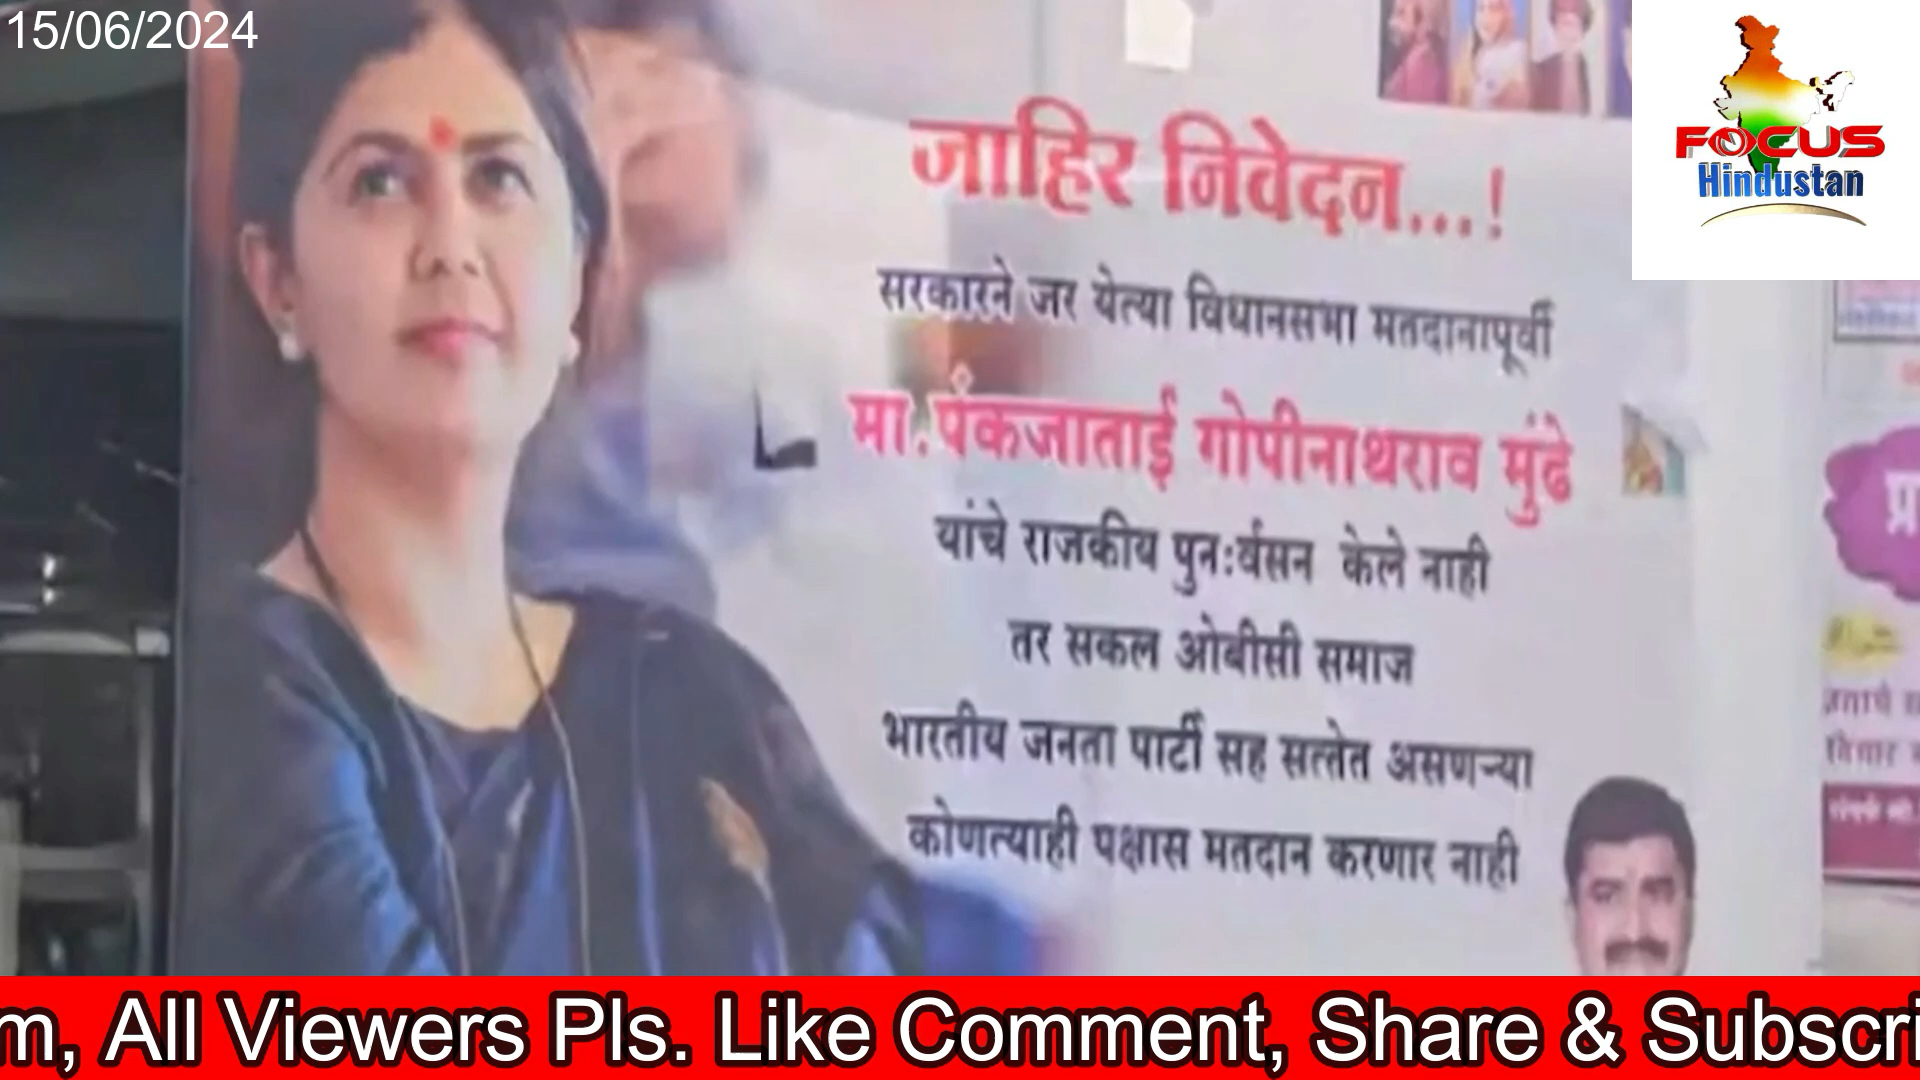 15/06/2024
FOCUS
Hindustan
जाहिर निवेदन...!
सरकारने जर येत्या विधानसभा मतदानापूर्वी
मा. पंकजाताई गोपीनाथराव मुंढे
यांचे राजकीय पुनःर्वसन केले नाही
तर सकल ओबीसी समाज
भारतीय जनता पार्टी सह सत्तेत असणऱ्या
कोणत्याही पक्षास मतदान करणार नाही
m, All Viewers Pls. Like Comment, Share & Subscri